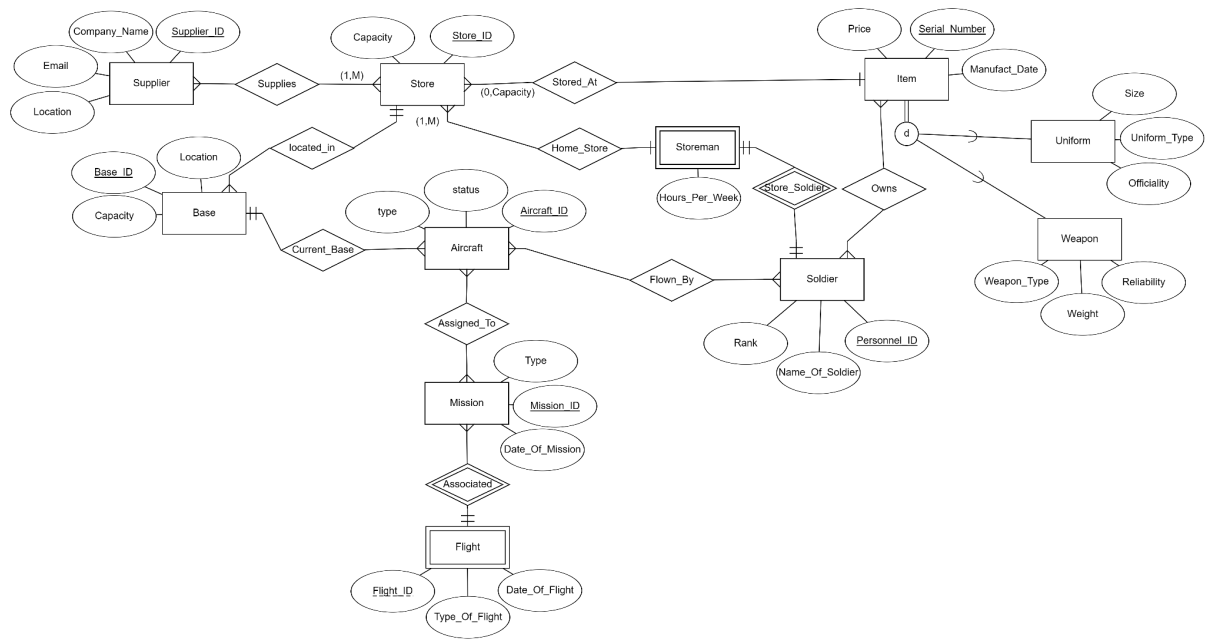 Company_Name
Supplier_ID
Email
Supplier
Location
Supplies
(1,M)
Capacity
Store_ID
Store
(0,Capacity)
(1,M)
Stored_At
Price
Serial_Number
Item
Manufact_Date
d
Size
Uniform
Uniform_Type
Officiality
Weapon
Weapon_Type
Weight
Reliability
located_in
Home_Store
Storeman
Hours_Per_Week
Store_Soldier
Owns
Location
Base_ID
Capacity
Base
Current_Base
type
status
Aircraft_ID
Aircraft
Flown_By
Soldier
Rank
Name_Of_Soldier
Personnel_ID
Assigned_To
Type
Mission
Mission_ID
Date_Of_Mission
Associated
Flight
Flight_ID
Type_Of_Flight
Date_Of_Flight